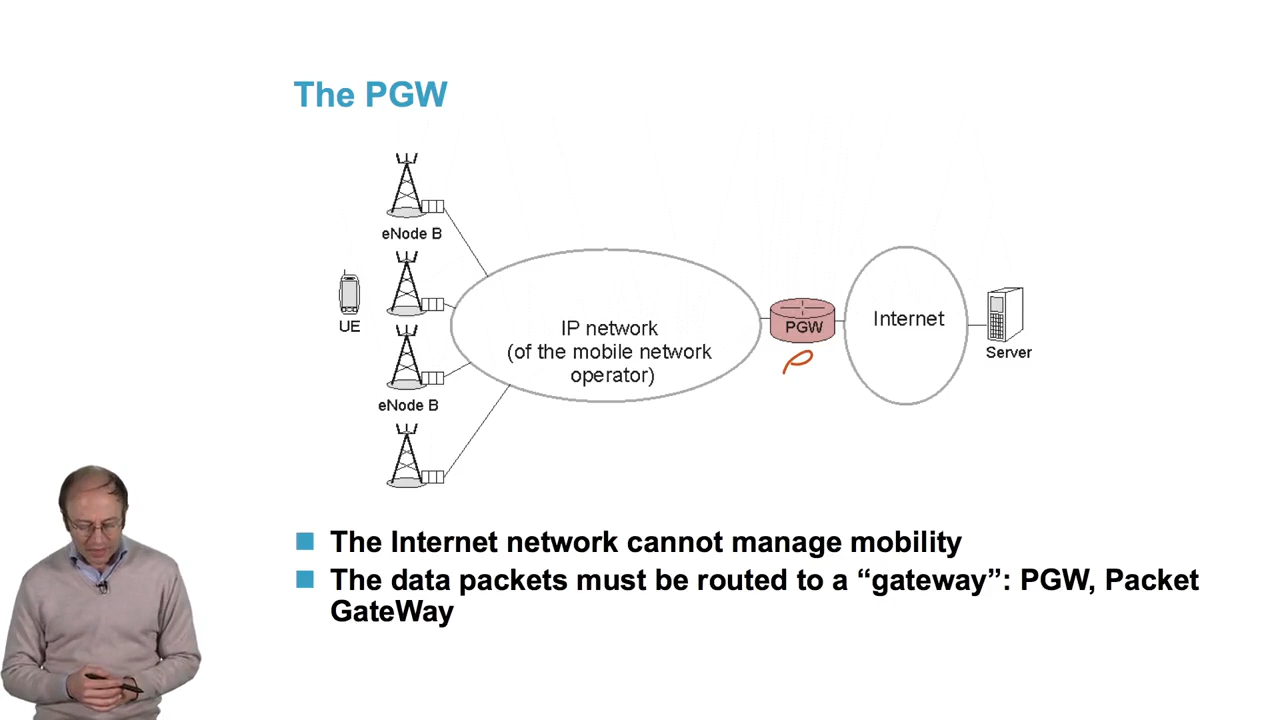 The PGW
eNode B
eNode B
UE
IP network
(of the mobile network
operator)
PGW
P
Internet
Server
The Internet network cannot manage mobility
The data packets must be routed to a “gateway”: PGW, Packet
GateWay